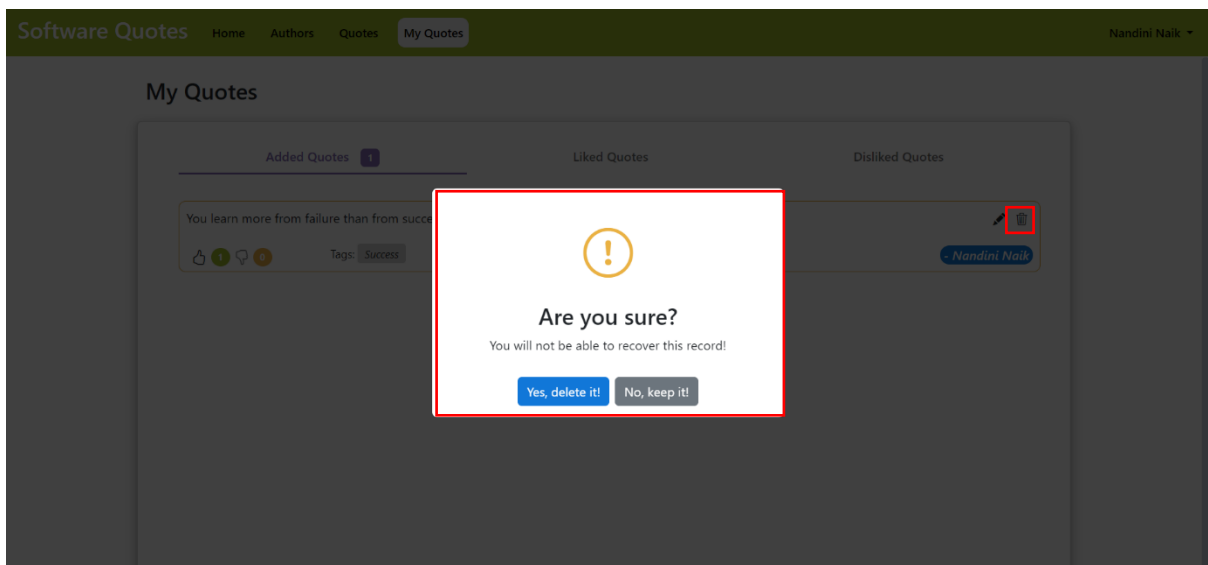 Software Quotes Home Authors Quotes My Quotes Nandini Naik
My Quotes
Added Quotes 1 Liked Quotes Disliked Quotes
You learn more from failure than from succe
1 0 Tags: Success - Nandini Naik
!
Are you sure?
You will not be able to recover this record!
Yes, delete it! No, keep it!